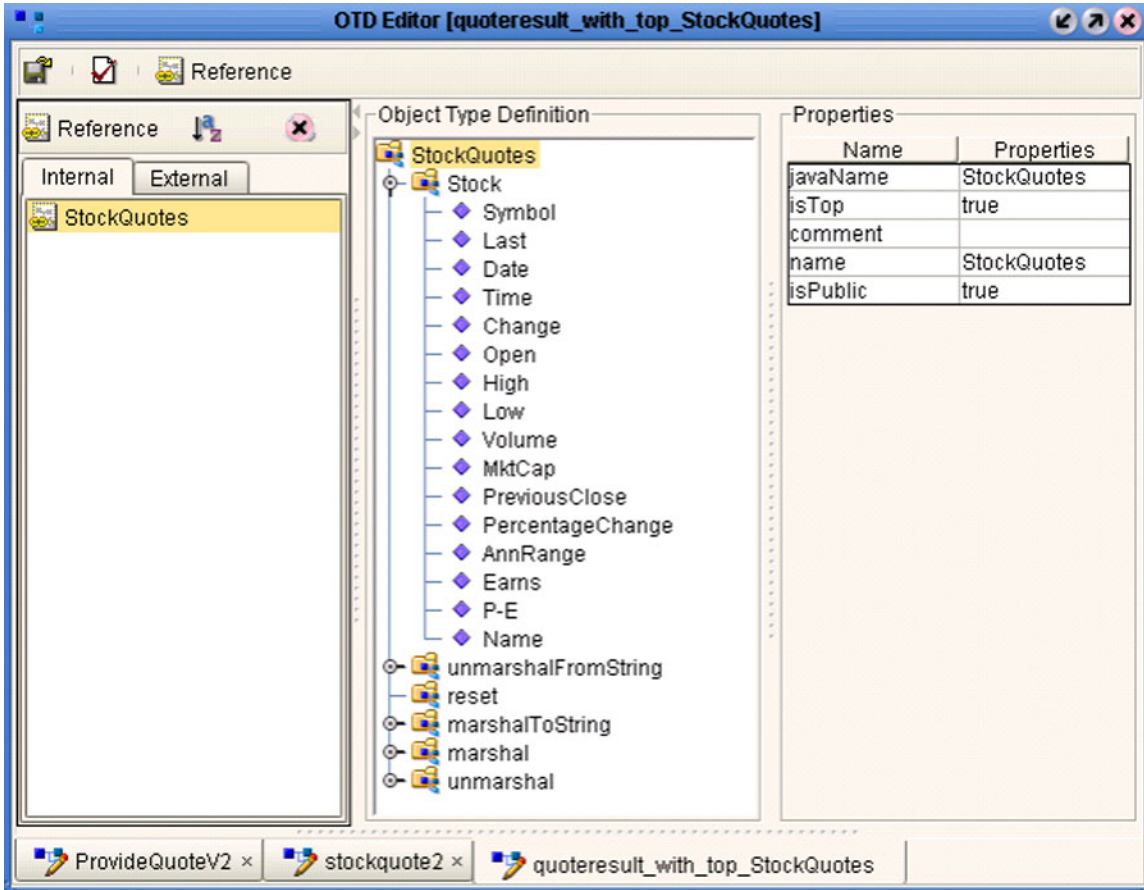 OTD Editor [quoteresult_with_top_StockQuotes]
Reference
Reference
Internal External
StockQuotes
Object Type Definition
StockQuotes
Stock
Symbol
Last
Date
Time
Change
Open
High
Low
Volume
MktCap
PreviousClose
PercentageChange
AnnRange
Earns
P-E
Name
unmarshalFromString
reset
marshalToString
marshal
unmarshal
Properties
Name Properties
javaName StockQuotes
isTop true
comment
name StockQuotes
isPublic true
ProvideQuoteV2 × stockquote2 × quoteresult_with_top_StockQuotes